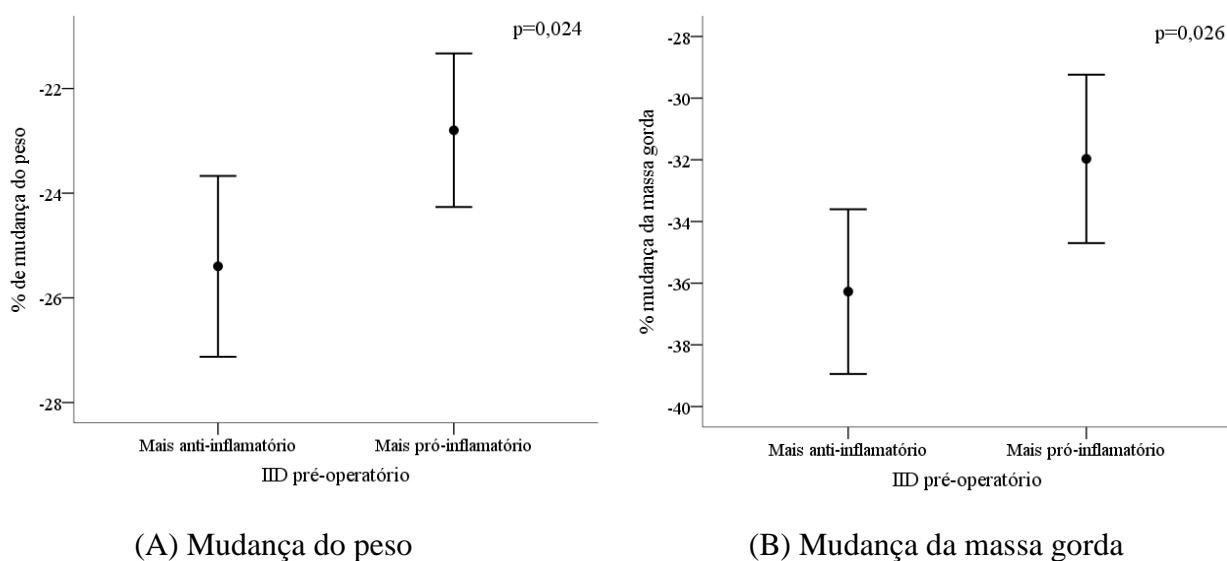 p=0,024
% de mudança do peso
-22
-24
-26
-28
Mais anti-inflamatório
Mais pró-inflamatório
IID pré-operatório
(A) Mudança do peso
p=0,026
% mudança da massa gorda
-28
-30
-32
-34
-36
-38
-40
Mais anti-inflamatório
Mais pró-inflamatório
IID pré-operatório
(B) Mudança da massa gorda